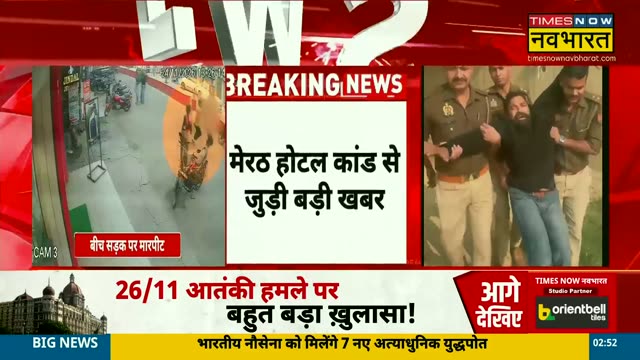 TIMES NOW
नवभारत
timesnownavbharat.com
BREAKING NEWS
मेरठ होटल कांड से
जुड़ी बड़ी खबर
CAM 3
बीच सड़क पर मारपीट
26/11 आतंकी हमले पर
बहुत बड़ा ख़ुलासा!
आगे
देखिए
TIMES NOW नवभारत
Studio Partner
orientbell
tiles
BIG NEWS
भारतीय नौसेना को मिलेंगे 7 नए अत्याधुनिक युद्धपोत
02:52